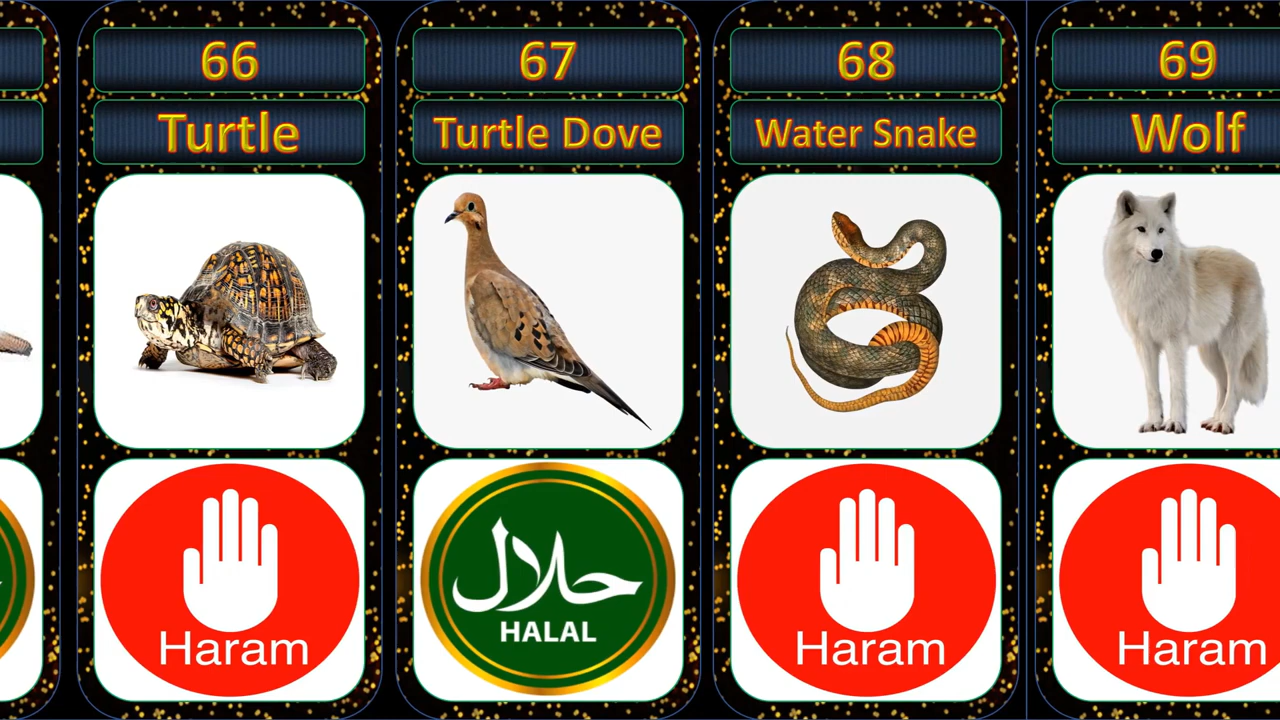 66
Turtle
Haram
67
Turtle Dove
حلال
HALAL
68
Water Snake
Haram
69
Wolf
Haram